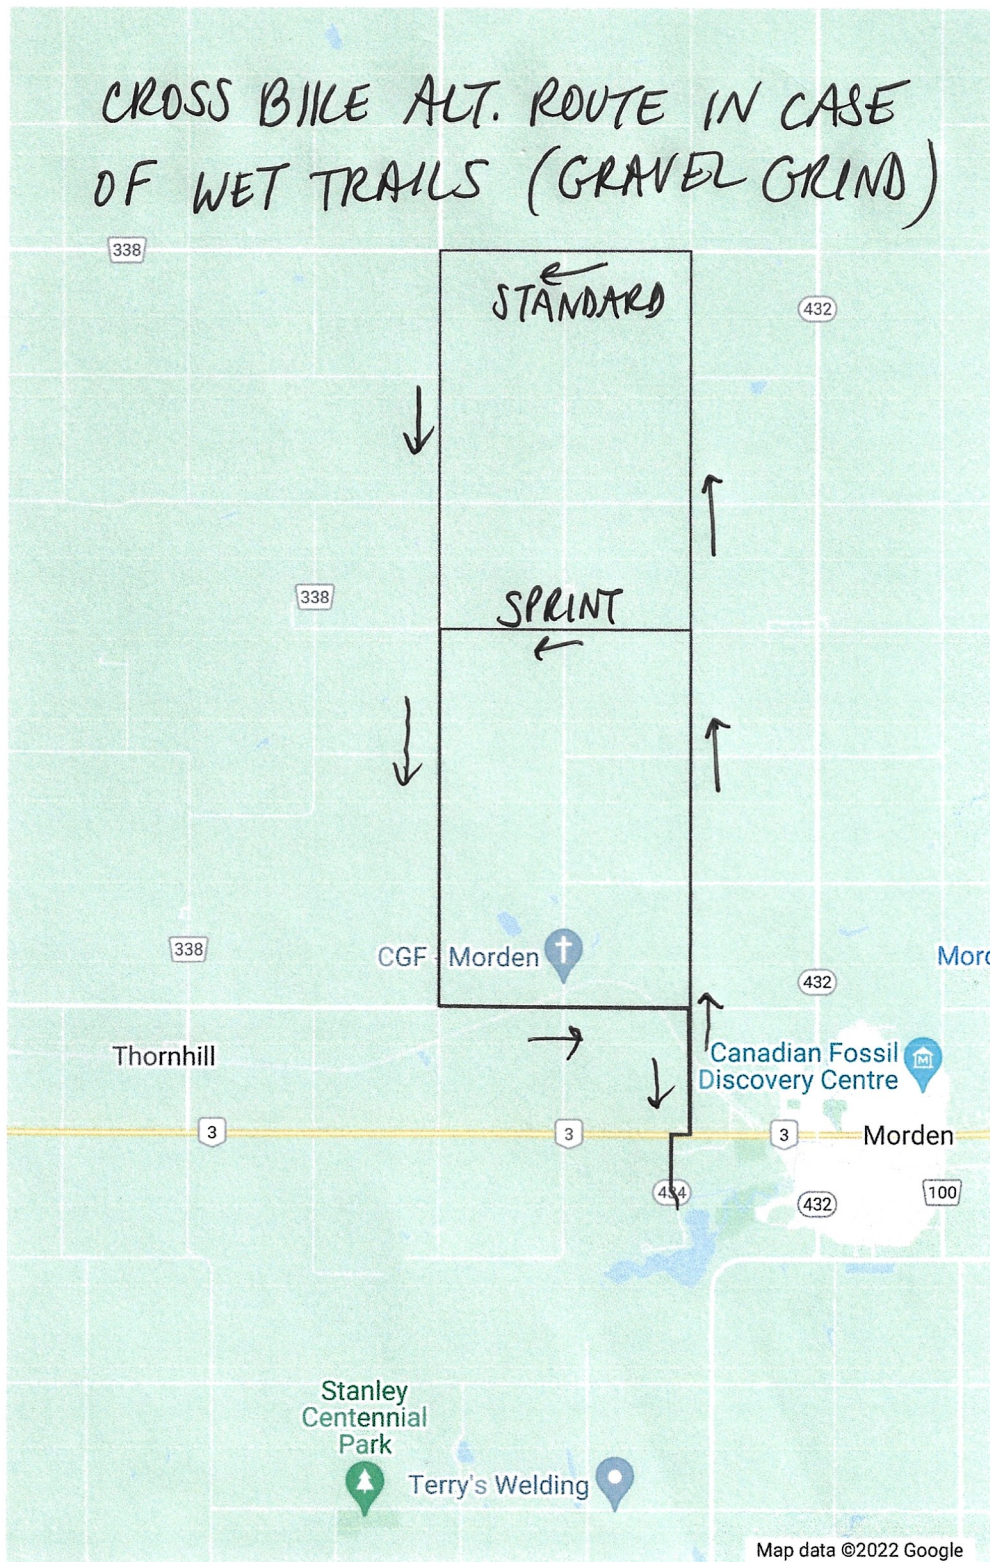 CROSS BIKE ALT. ROUTE IN CASE
OF WET TRAILS (GRAVEL GRIND)
338
STANDARD
432
338
SPRINT
338
CGF - Morden
432
Mord
Thornhill
Canadian Fossil
Discovery Centre
3
3
3
Morden
434
432
100
Stanley
Centennial
Park
Terry's Welding
Map data ©2022 Google